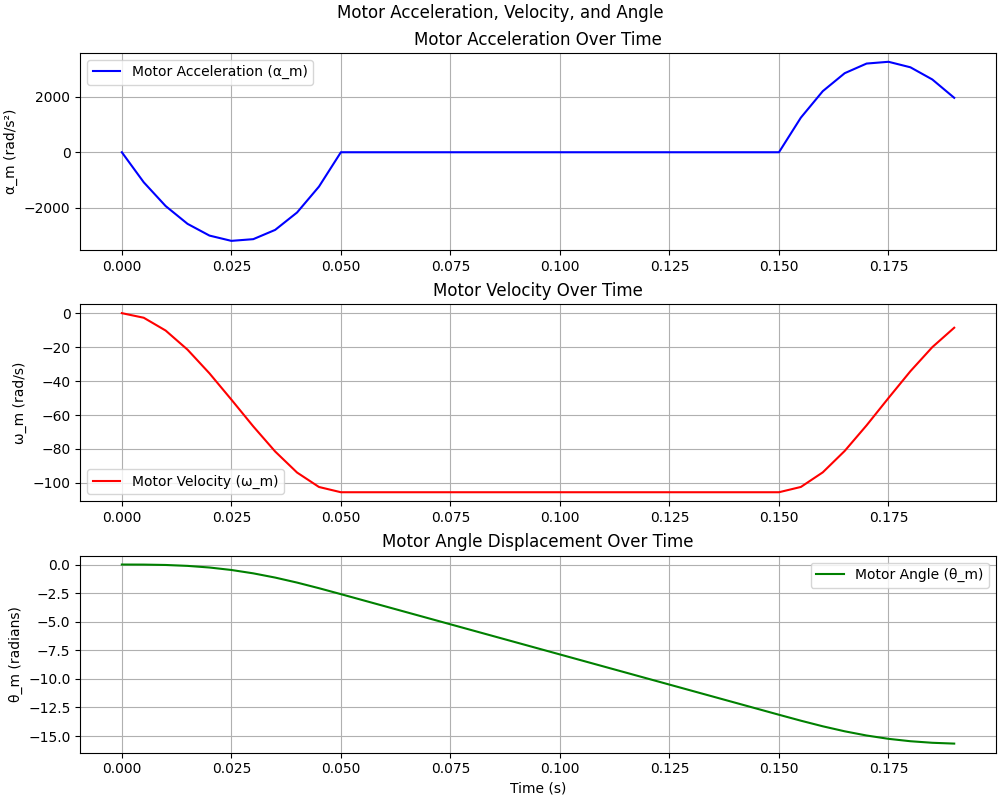 Motor Acceleration, Velocity, and Angle
Motor Acceleration Over Time
Motor Acceleration (α_m)
α_m (rad/s²)
2000
0
−2000
0.000 0.025 0.050 0.075 0.100 0.125 0.150 0.175
Motor Velocity Over Time
ω_m (rad/s)
0
−20
−40
−60
−80
−100
Motor Velocity (ω_m)
0.000 0.025 0.050 0.075 0.100 0.125 0.150 0.175
Motor Angle Displacement Over Time
Motor Angle (θ_m)
θ_m (radians)
0.0
−2.5
−5.0
−7.5
−10.0
−12.5
−15.0
0.000 0.025 0.050 0.075 0.100 0.125 0.150 0.175
Time (s)